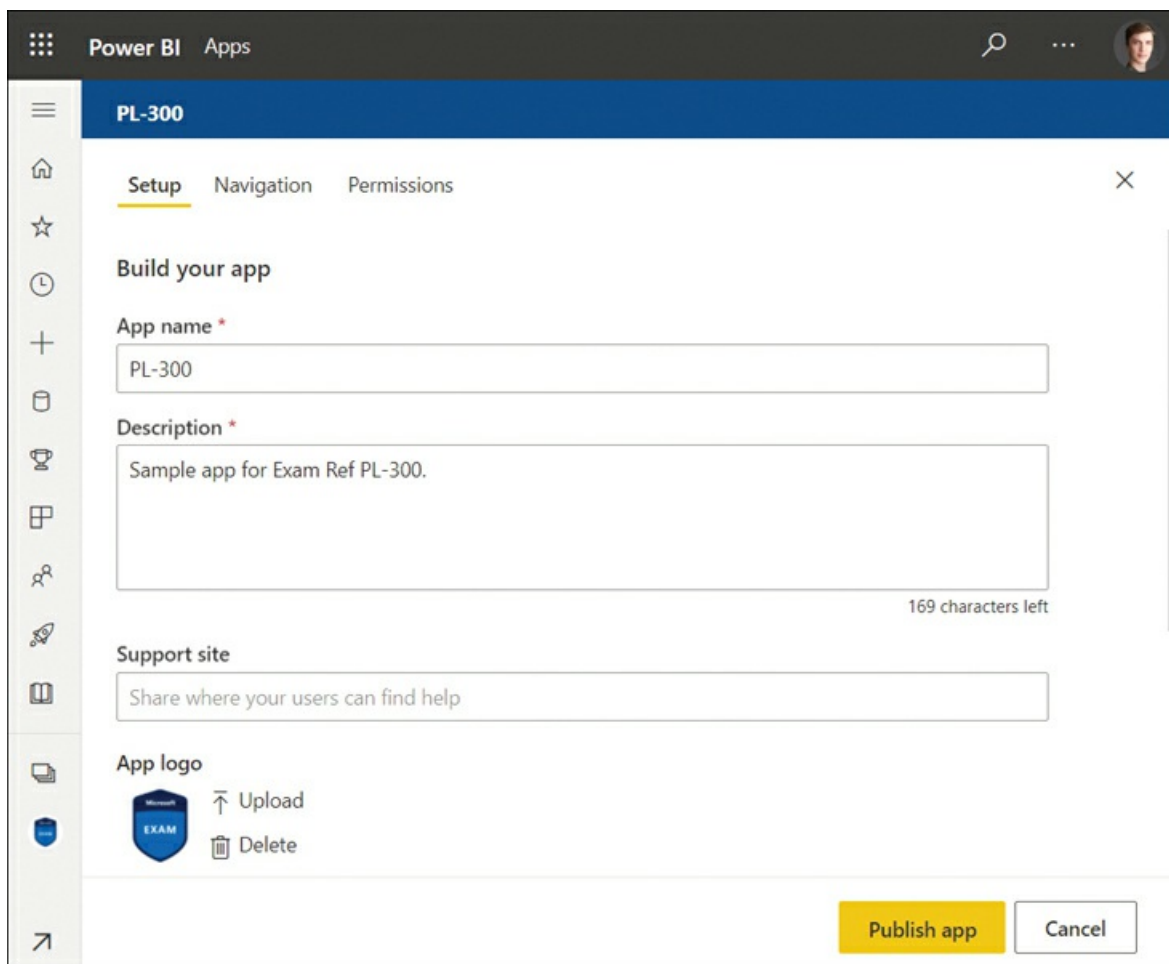 Power BI Apps
PL-300
Setup Navigation Permissions
Build your app
App name *
PL-300
Description *
Sample app for Exam Ref PL-300.
169 characters left
Support site
Share where your users can find help
App logo
Microsoft
EXAM
Upload
Delete
Publish app Cancel